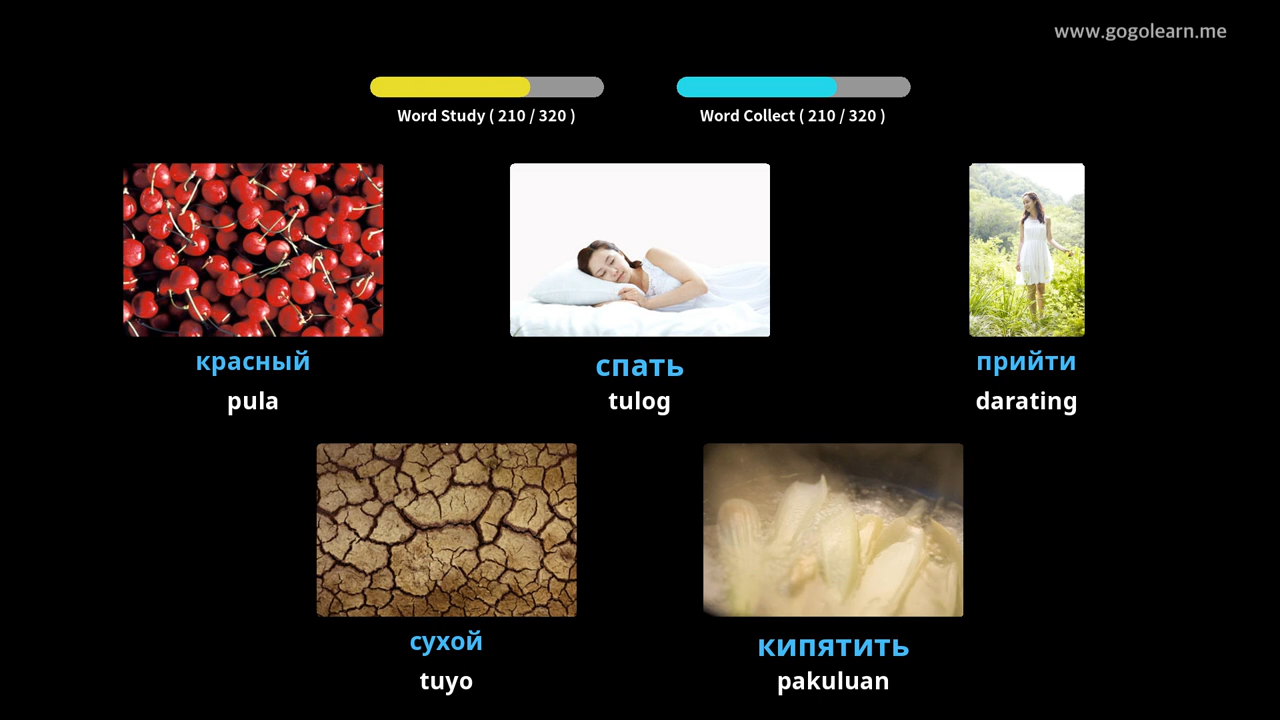 www.gogolearn.me
Word Study ( 210 / 320 )
Word Collect ( 210 / 320 )
красный
pula
спать
tulog
прийти
darating
сухой
tuyo
кипятить
pakuluan